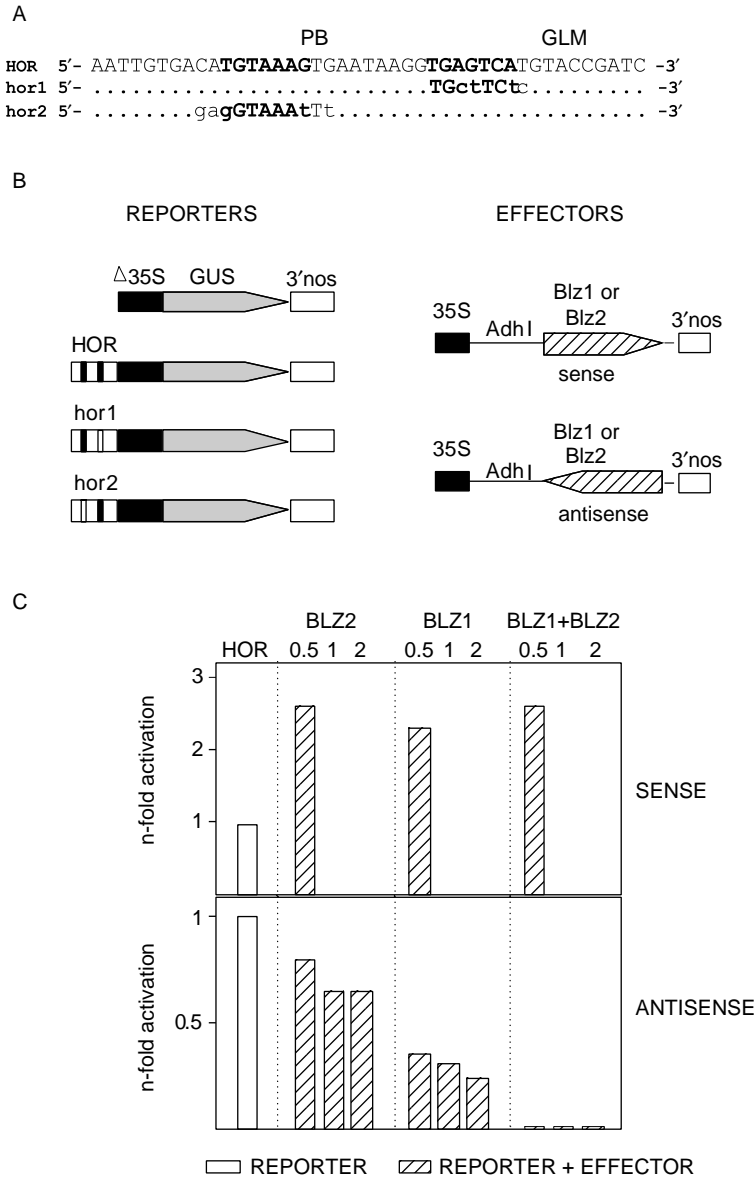 A
PB GLM
HOR 5′- AATTGTGACATGTAAAGTGAATAAGGTGAGTCATGTACCGATC -3′
hor1 5′- ...............................TGctTCtc.......... -3′
hor2 5′- ........gagGTAAAtTt............................. -3′
B
REPORTERS EFFECTORS
△35S GUS 3′nos
HOR
hor1
hor2
35S Adh I Blz1 or Blz2 3′nos
sense
35S Adh I Blz1 or Blz2 3′nos
antisense
C
BLZ2 BLZ1 BLZ1+BLZ2
HOR 0.5 1 2 0.5 1 2 0.5 1 2
3
2
1
n-fold activation
SENSE
1
0.5
n-fold activation
ANTISENSE
REPORTER REPORTER + EFFECTOR